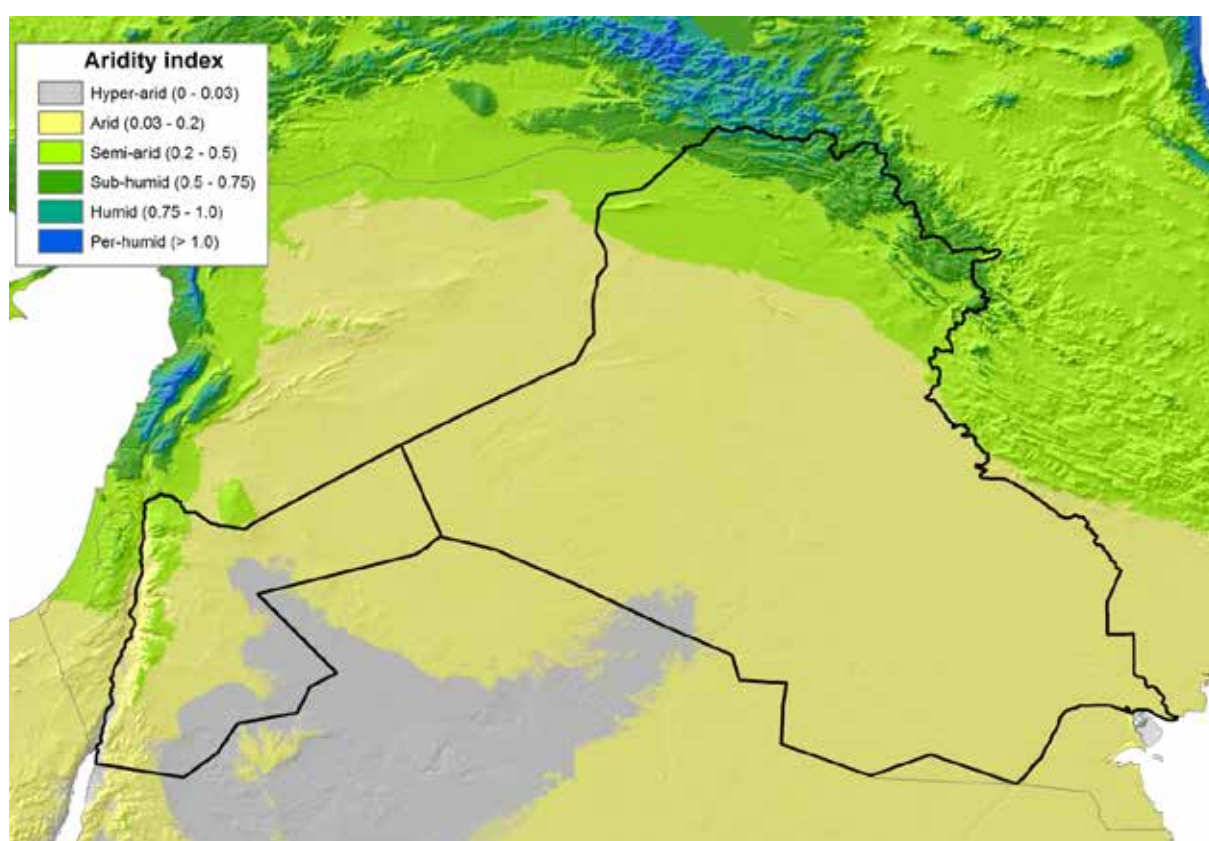 Aridity index
Hyper-arid (0 - 0.03)
Arid (0.03 - 0.2)
Semi-arid (0.2 - 0.5)
Sub-humid (0.5 - 0.75)
Humid (0.75 - 1.0)
Per-humid (> 1.0)